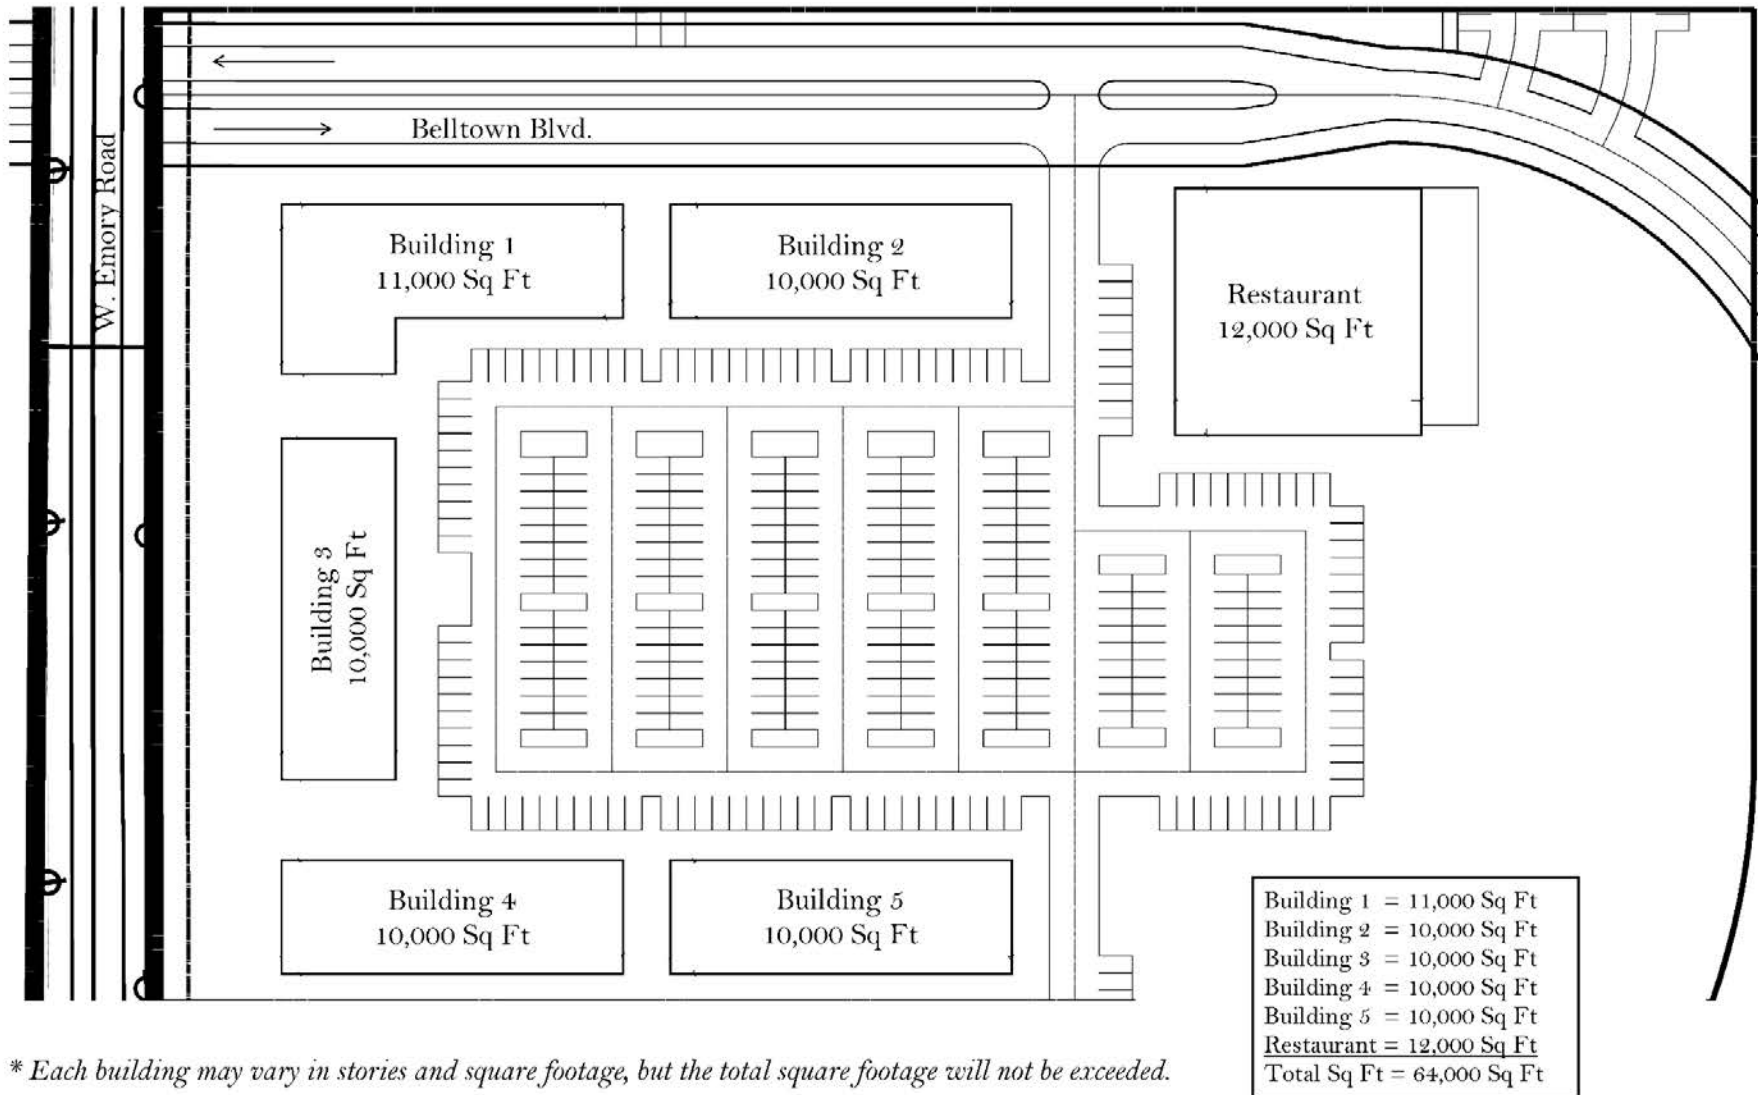 Belltown Blvd.
W. Emory Road
Building 1
11,000 Sq Ft
Building 2
10,000 Sq Ft
Restaurant
12,000 Sq Ft
Building 3
10,000 Sq Ft
Building 4
10,000 Sq Ft
Building 5
10,000 Sq Ft
Building 1 = 11,000 Sq Ft
Building 2 = 10,000 Sq Ft
Building 3 = 10,000 Sq Ft
Building 4 = 10,000 Sq Ft
Building 5 = 10,000 Sq Ft
Restaurant = 12,000 Sq Ft
Total Sq Ft = 64,000 Sq Ft
* Each building may vary in stories and square footage, but the total square footage will not be exceeded.